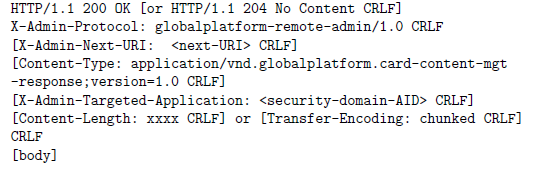 HTTP/1.1 200 OK [or HTTP/1.1 204 No Content CRLF]
X-Admin-Protocol: globalplatform-remote-admin/1.0 CRLF
[X-Admin-Next-URI:  <next-URI> CRLF]
[Content-Type: application/vnd.globalplatform.card-content-mgt
-response;version=1.0 CRLF]
[X-Admin-Targeted-Application: <security-domain-AID> CRLF]
[Content-Length: xxxx CRLF] or [Transfer-Encoding: chunked CRLF]
CRLF
[body]